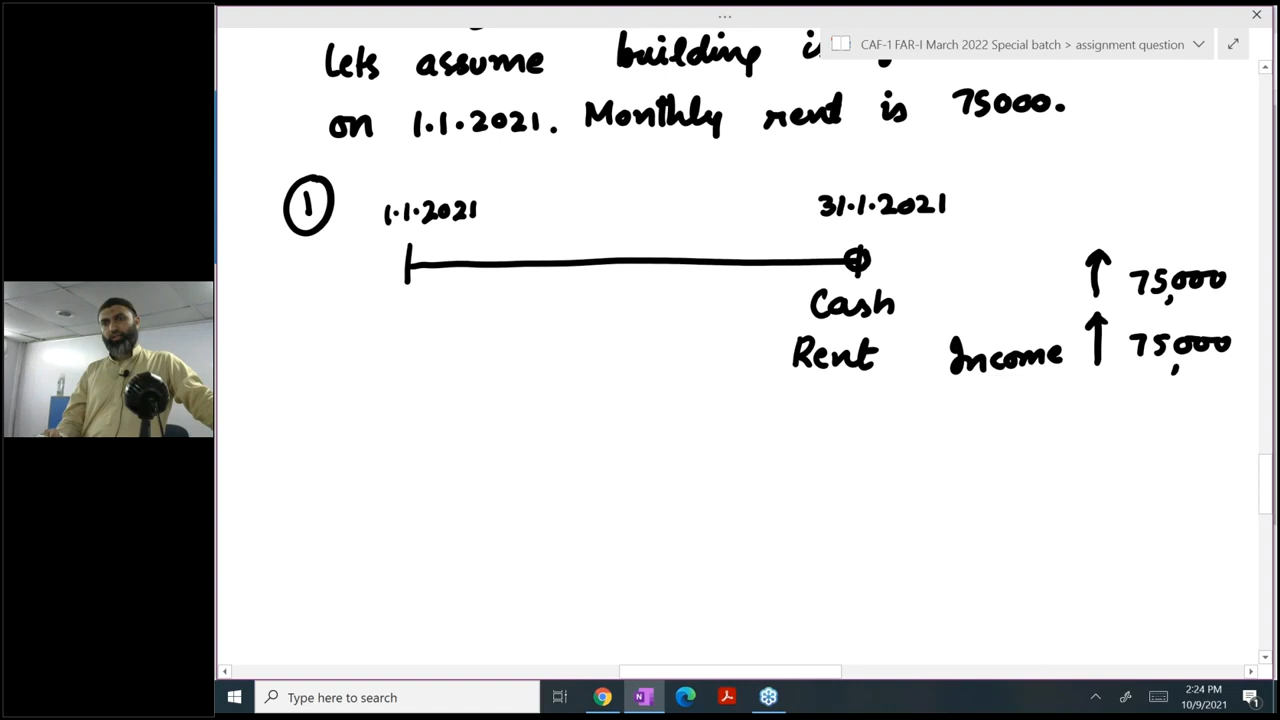 CAF-1 FAR-I March 2022 Special batch > assignment question
Lets assume building
on 1.1.2021. Monthly rent is 75000.
1
1.1.2021 31.1.2021
Cash ↑ 75,000
Rent Income ↑ 75,000
Type here to search
2:24 PM
10/9/2021
1